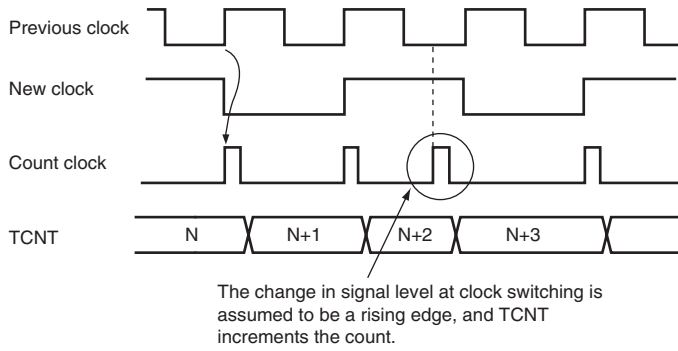 Previous clock
New clock
Count clock
TCNT
N
N+1
N+2
N+3
The change in signal level at clock switching is
assumed to be a rising edge, and TCNT
increments the count.